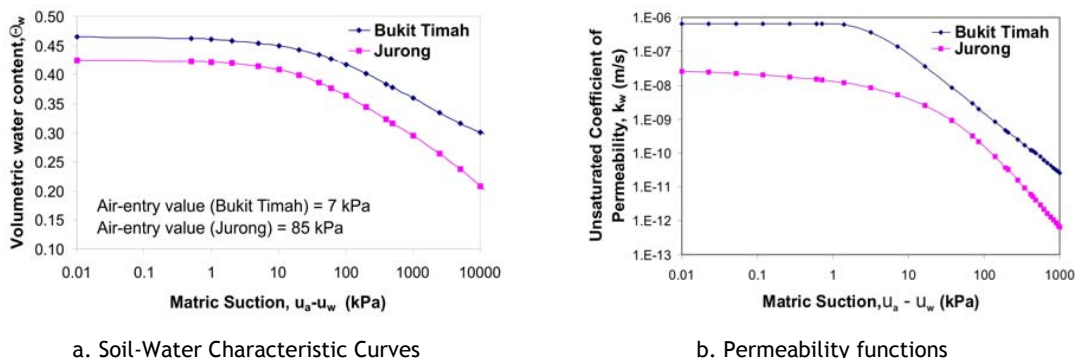 Volumetric water content, Θw
0.50
0.45
0.40
0.35
0.30
0.25
0.20
0.15
0.10
Bukit Timah
Jurong
Air-entry value (Bukit Timah) = 7 kPa
Air-entry value (Jurong) = 85 kPa
0.01 0.1 1 10 100 1000 10000
Matric Suction, ua-uw (kPa)
a. Soil-Water Characteristic Curves
Unsaturated Coefficient of
Permeability, kw (m/s)
1.E-06
1.E-07
1.E-08
1.E-09
1.E-10
1.E-11
1.E-12
1.E-13
Bukit Timah
Jurong
0.01 0.1 1 10 100 1000
Matric Suction,ua - uw (kPa)
b. Permeability functions